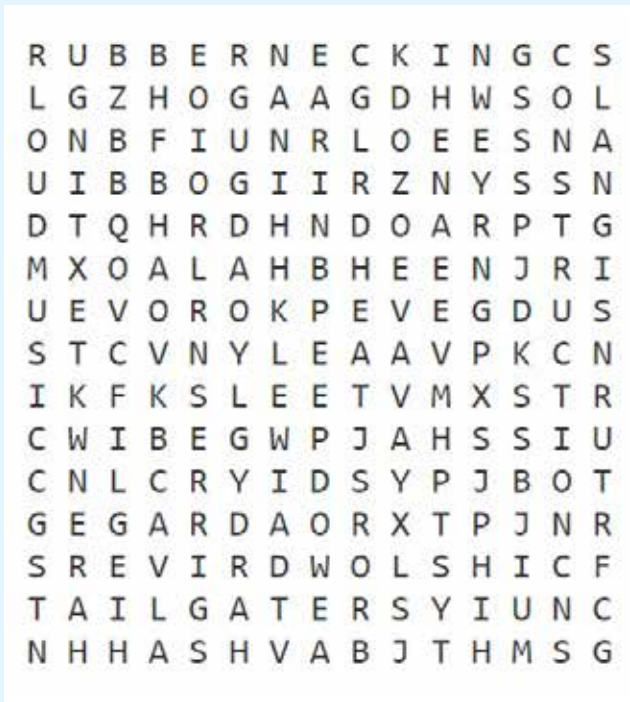 R U B B E R N E C K I N G C S
L G Z H O G A A G D H W S O L
O N B F I U N R L O E E S N A
U I B B O G I I R Z N Y S S N
D T Q H R D H N D O A R P T G
M X O A L A H B H E E N J R I
U E V O R O K P E V E G D U S
S T C V N Y L E A A V P K C N
I K F K S L E E T V M X S T R
C W I B E G W P J A H S S I U
C N L C R Y I D S Y P J B O T
G E G A R D A O R X T P J N R
S R E V I R D W O L S H I C F
T A I L G A T E R S Y I U N C
N H H A S H V A B J T H M S G